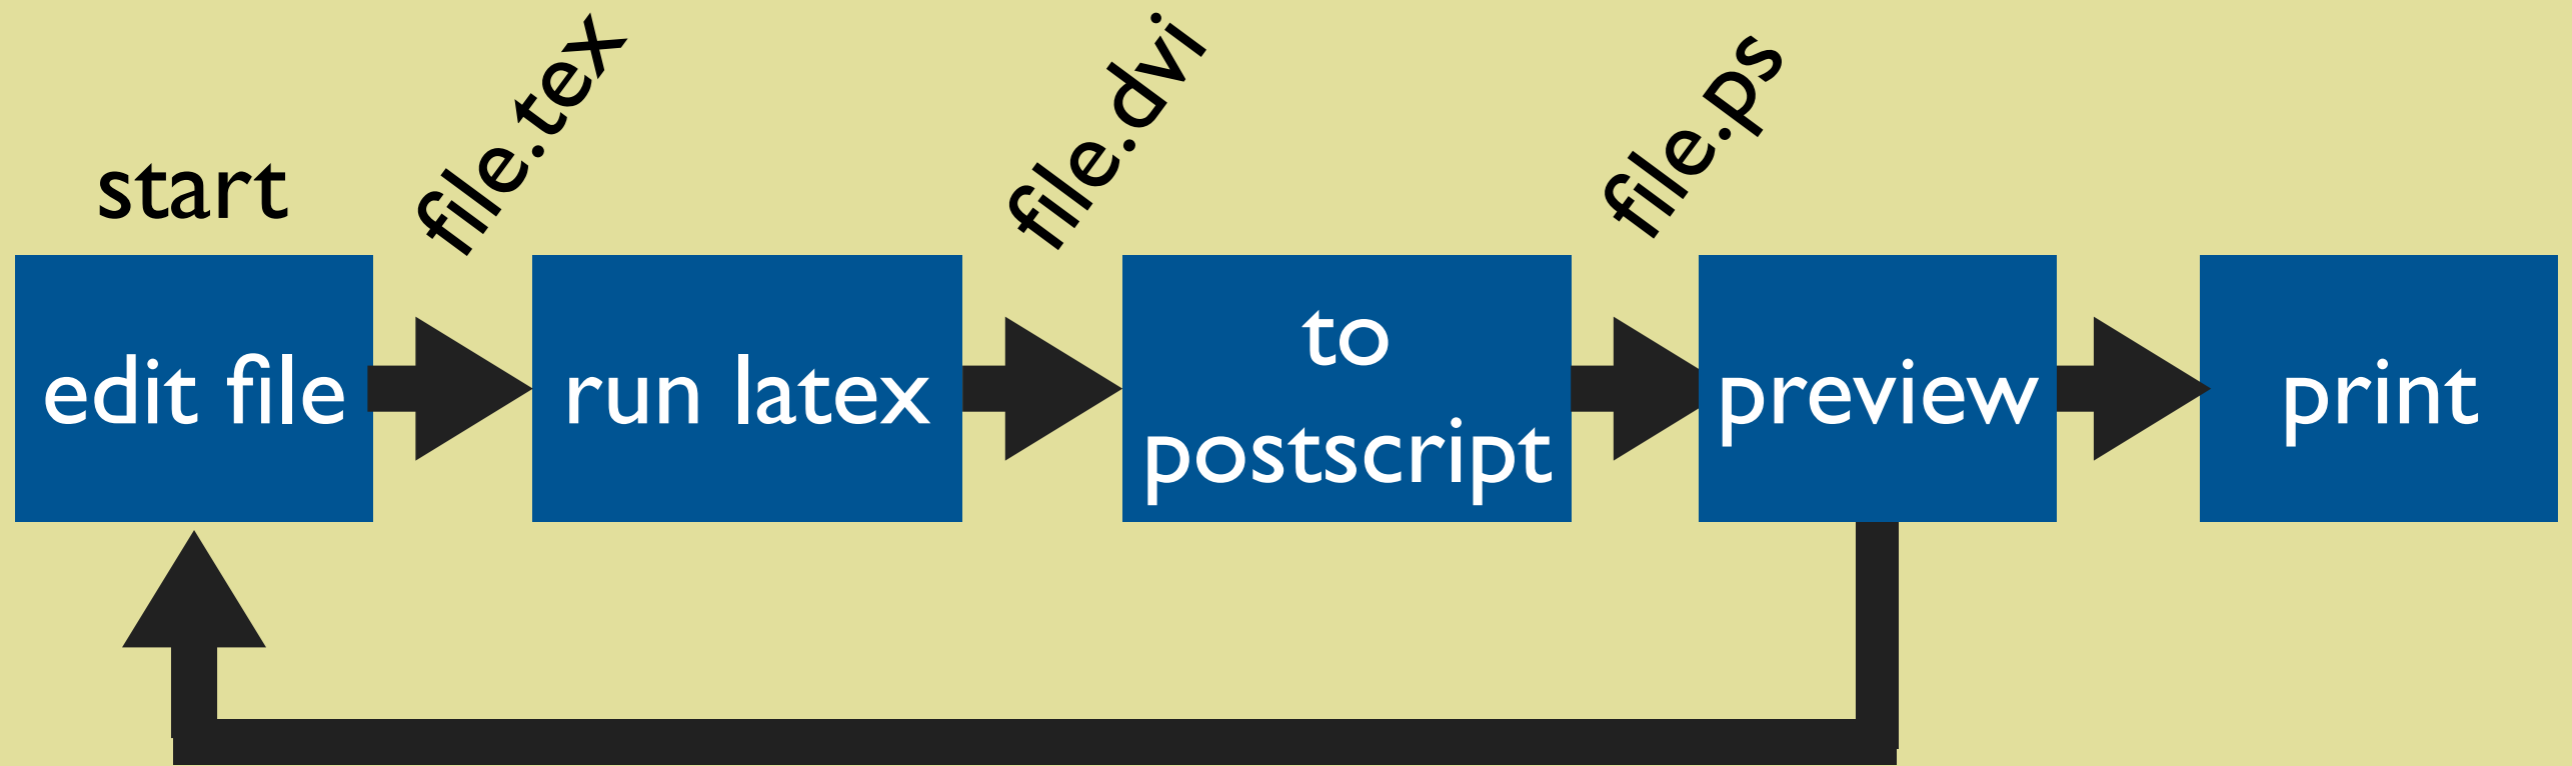 start
file.tex
file.dvi
file.ps
edit file
run latex
to
postscript
preview
print